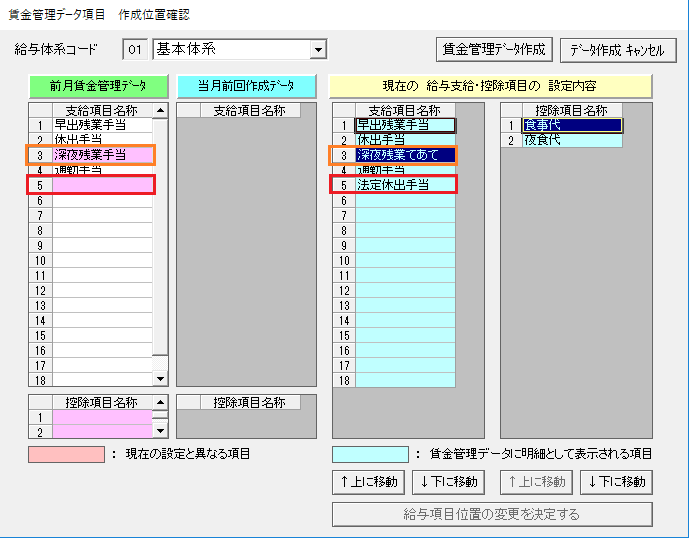 賃金管理データ項目　作成位置確認
給与体系コード 01 基本体系 賃金管理データ作成 データ作成 キャンセル
前月賃金管理データ 当月前回作成データ 現在の 給与支給・控除項目の 設定内容
支給項目名称 支給項目名称 支給項目名称 控除項目名称
1 早出残業手当 1 早出残業手当 1 食事代
2 休出手当 2 休出手当 2 夜食代
3 深夜残業手当 3 深夜残業てあて
4 通勤手当 4 通勤手当
5 5 法定休出手当
6 6
7 7
8 8
9 9
10 10
11 11
12 12
13 13
14 14
15 15
16 16
17 17
18 18
控除項目名称 控除項目名称
1
2
： 現在の設定と異なる項目 ： 賃金管理データに明細として表示される項目
↑上に移動 ↓下に移動 ↑上に移動 ↓下に移動
給与項目位置の変更を決定する